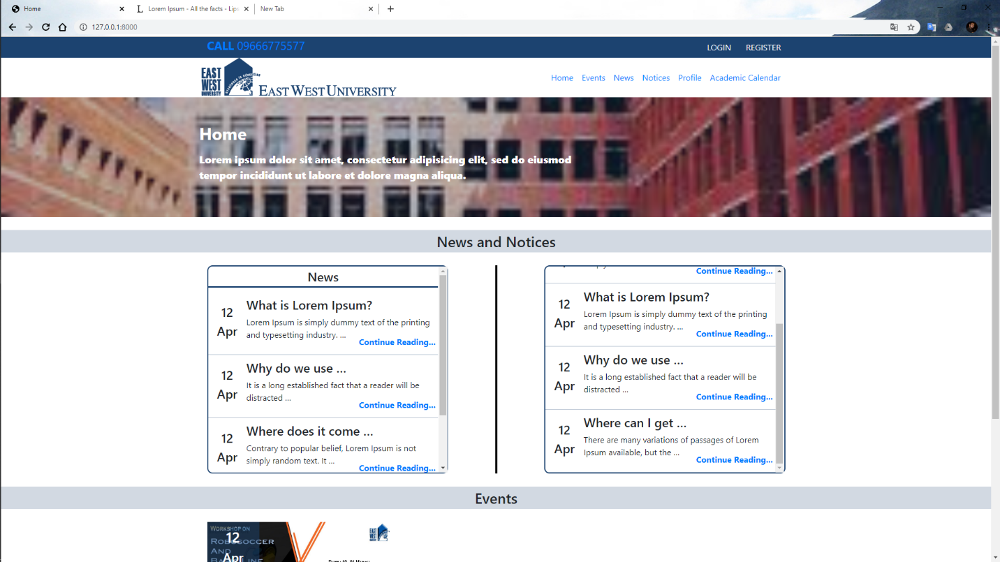 Home
Lorem Ipsum - All the facts - Lips
New Tab
127.0.0.1:8000
CALL 09666775577
LOGIN REGISTER
EAST
WEST
UNIVERSITY
EAST WEST UNIVERSITY
Home Events News Notices Profile Academic Calendar
Home
Lorem ipsum dolor sit amet, consectetur adipisicing elit, sed do eiusmod
tempor incididunt ut labore et dolore magna aliqua.
News and Notices
News
12
Apr
What is Lorem Ipsum?
Lorem Ipsum is simply dummy text of the printing
and typesetting industry. ...
Continue Reading...
12
Apr
Why do we use ...
It is a long established fact that a reader will be
distracted ...
Continue Reading...
12
Apr
Where does it come ...
Contrary to popular belief, Lorem Ipsum is not
simply random text. It ...
Continue Reading...
Continue Reading...
12
Apr
What is Lorem Ipsum?
Lorem Ipsum is simply dummy text of the printing
and typesetting industry. ...
Continue Reading...
12
Apr
Why do we use ...
It is a long established fact that a reader will be
distracted ...
Continue Reading...
12
Apr
Where can I get ...
There are many variations of passages of Lorem
Ipsum available, but the ...
Continue Reading...
Events
WORKSHOP ON
12
Apr
AND
EAST
WEST